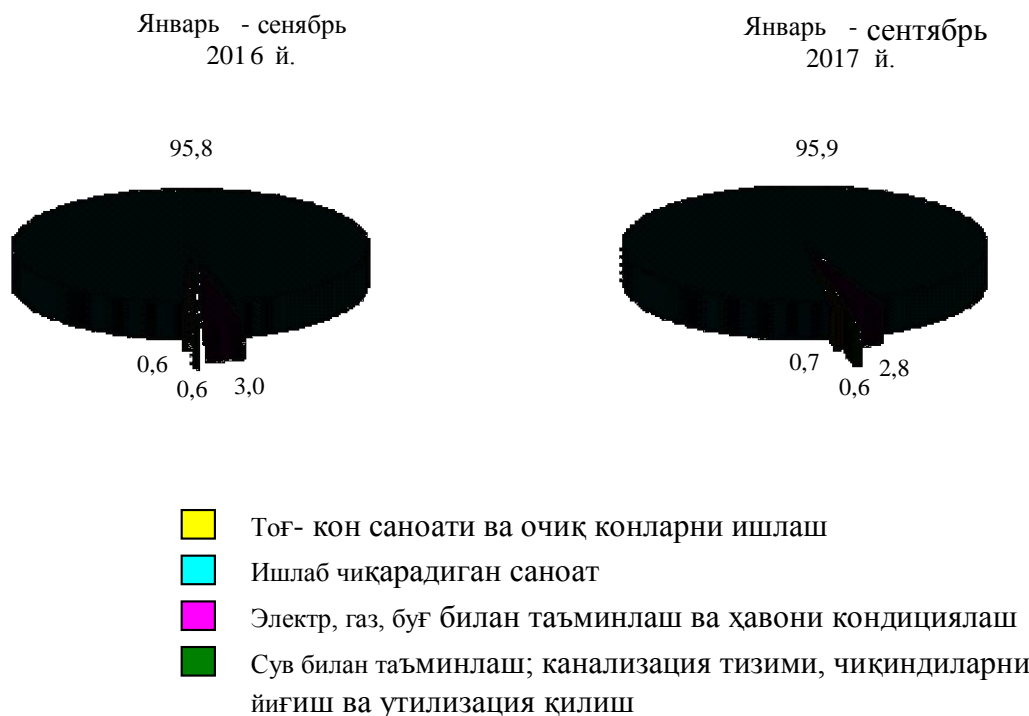 Январь - сенябрь
2016 й.
Январь - сентябрь
2017 й.
95,8
95,9
0,6
0,6
3,0
0,7
0,6
2,8
Тоғ- кон саноати ва очиқ конларни ишлаш
Ишлаб чиқарадиган саноат
Электр, газ, буғ билан таъминлаш ва ҳавони кондициялаш
Сув билан таъминлаш; канализация тизими, чиқиндиларни
йиғиш ва утилизация қилиш